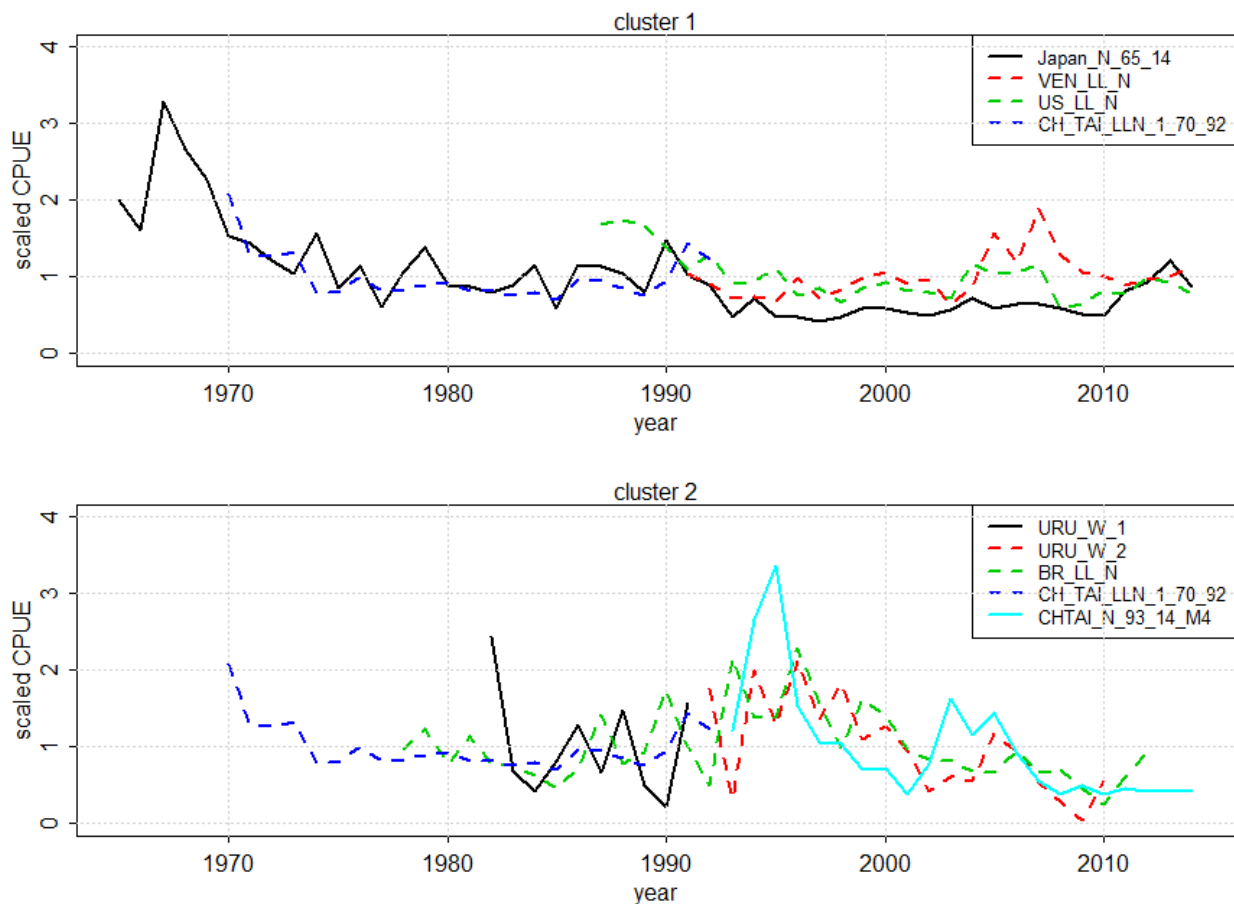 cluster 1
scaled CPUE
4
3
2
1
0
Japan_N_65_14
VEN_LL_N
US_LL_N
CH_TAI_LLN_1_70_92
1970
1980
1990
2000
2010
year
cluster 2
scaled CPUE
4
3
2
1
0
URU_W_1
URU_W_2
BR_LL_N
CH_TAI_LLN_1_70_92
CHTAI_N_93_14_M4
1970
1980
1990
2000
2010
year